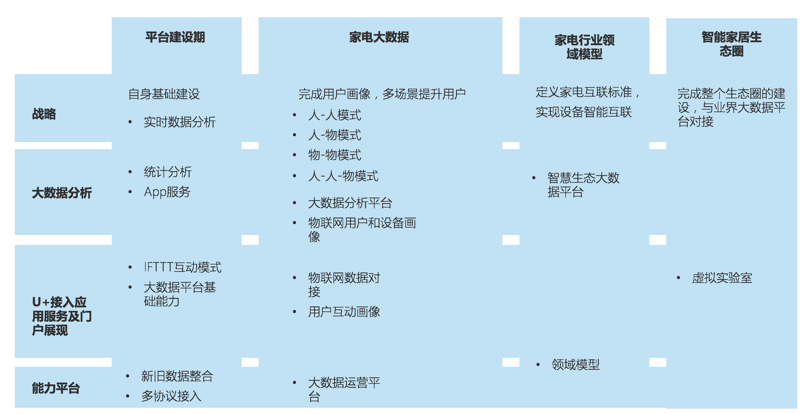 平台建设期
家电大数据
家电行业领
域模型
智能家居生
态圈
战略
自身基础建设
• 实时数据分析
完成用户画像，多场景提升用户
• 人-人模式
• 人-物模式
• 物-物模式
• 人-人-物模式
定义家电互联标准，
实现设备智能互联
完成整个生态圈的建
设，与业界大数据平
台对接
大数据分析
• 统计分析
• App服务
• 大数据分析平台
• 物联网用户和设备画
像
• 智慧生态大数
据平台
U+接入应
用服务及门
户展现
• IFTTT互动模式
• 大数据平台基
础能力
• 物联网数据对
接
• 用户互动画像
• 虚拟实验室
能力平台
• 新旧数据整合
• 多协议接入
• 大数据运营平
台
• 领域模型